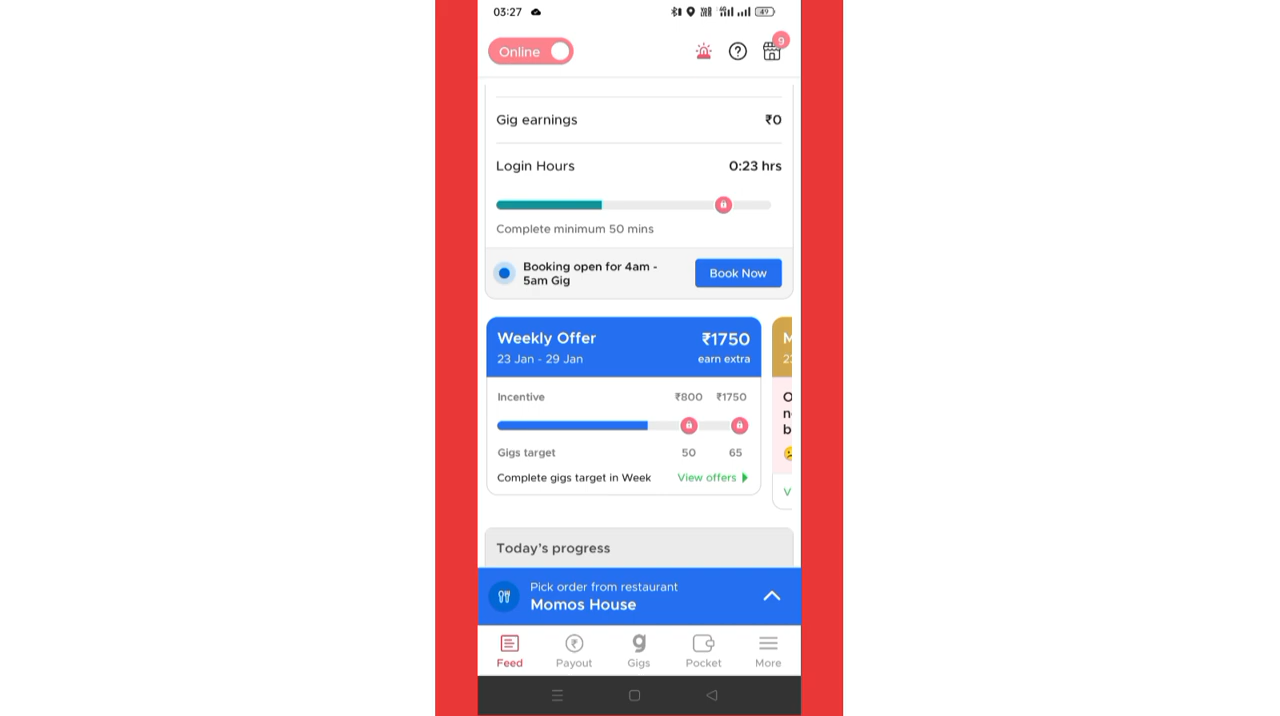 03:27
49
Online
9
Gig earnings ₹0
Login Hours 0:23 hrs
Complete minimum 50 mins
Booking open for 4am -
5am Gig
Book Now
Weekly Offer ₹1750
23 Jan - 29 Jan earn extra
Incentive ₹800 ₹1750
Gigs target 50 65
Complete gigs target in Week View offers
M
O
n
b
V
Today's progress
Pick order from restaurant
Momos House
Feed Payout Gigs Pocket More